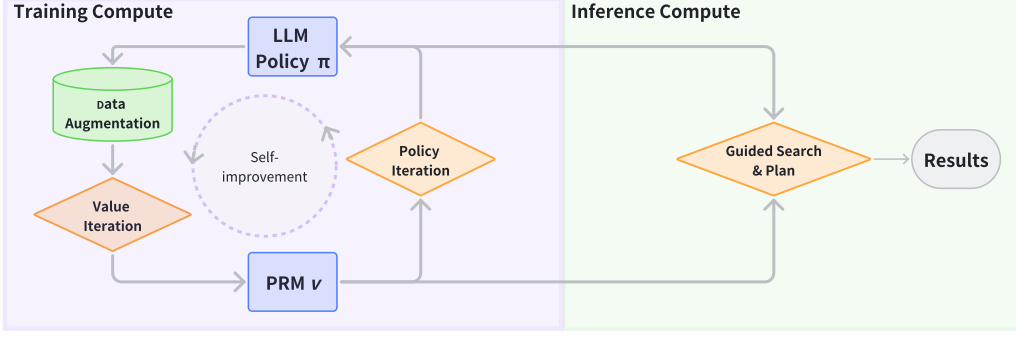 Training Compute
Inference Compute
LLM
Policy π
Data
Augmentation
Self-
improvement
Policy
Iteration
Guided Search
& Plan
Results
Value
Iteration
PRM v